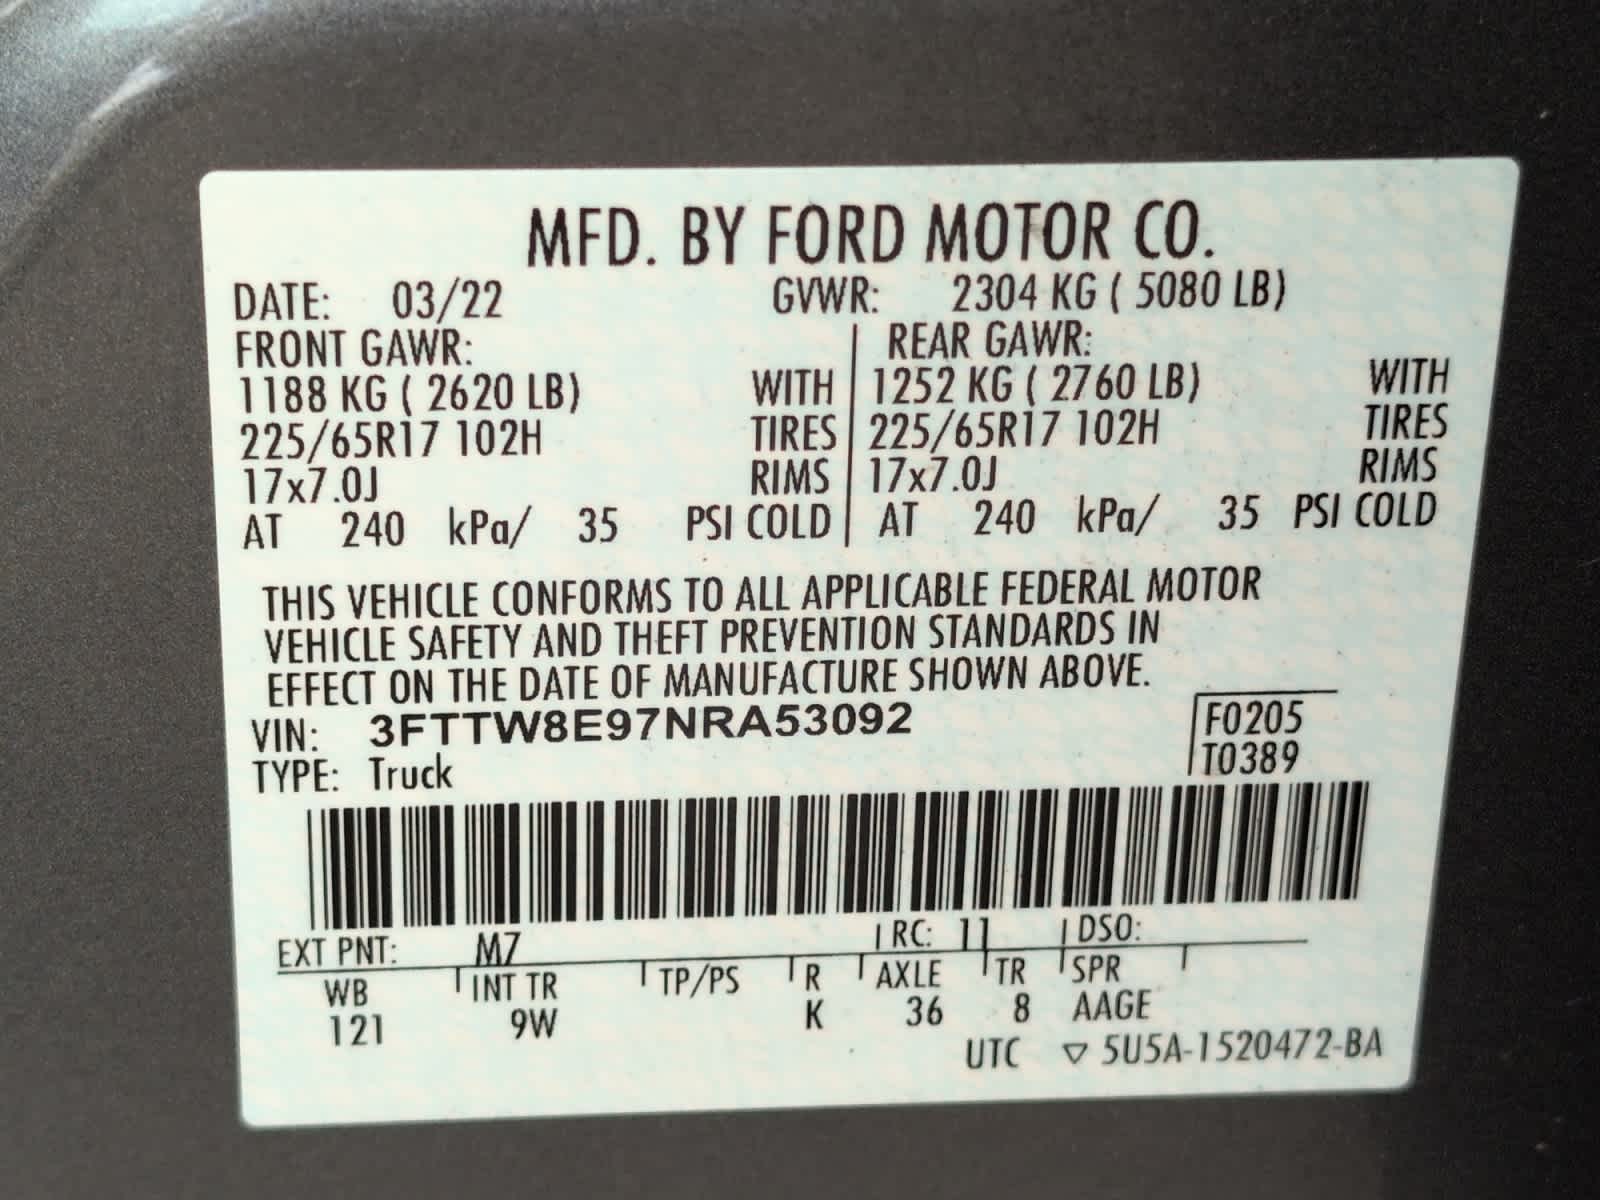 MFD. BY FORD MOTOR CO.
DATE: 03/22 GVWR: 2304 KG ( 5080 LB)
FRONT GAWR: REAR GAWR:
1188 KG ( 2620 LB) WITH 1252 KG ( 2760 LB) WITH
225/65R17 102H TIRES 225/65R17 102H TIRES
17x7.0J RIMS 17x7.0J RIMS
AT 240 kPa/ 35 PSI COLD AT 240 kPa/ 35 PSI COLD
THIS VEHICLE CONFORMS TO ALL APPLICABLE FEDERAL MOTOR
VEHICLE SAFETY AND THEFT PREVENTION STANDARDS IN
EFFECT ON THE DATE OF MANUFACTURE SHOWN ABOVE.
VIN: 3FTTW8E97NRA53092 F0205
TYPE: Truck T0389
EXT PNT: M7 RC: 11 DSO:
WB INT TR TP/PS R AXLE TR SPR
121 9W K 36 8 AAGE
UTC ▽ 5U5A-1520472-BA